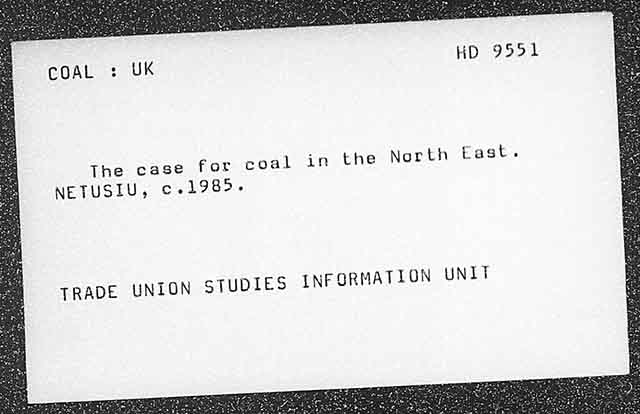 COAL : UK
HD 9551
The case for coal in the North East.
NETUSIU, c.1985.
TRADE UNION STUDIES INFORMATION UNIT